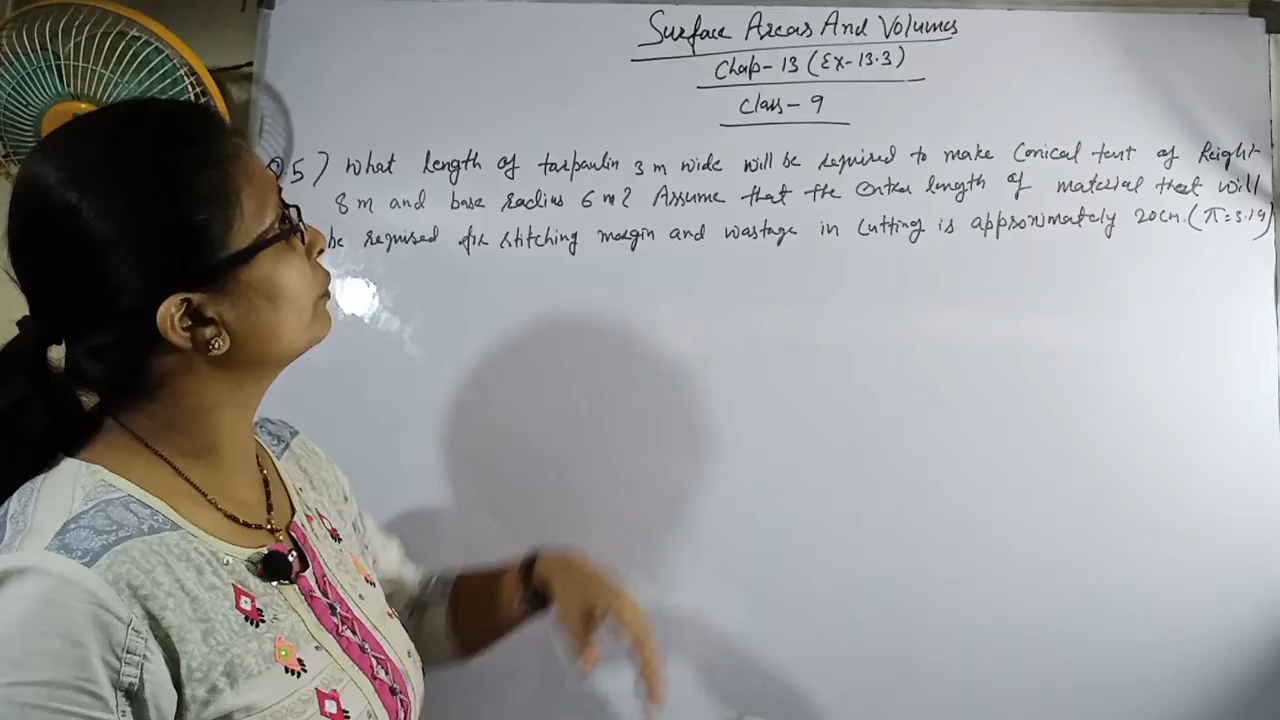 Surface Areas And Volumes
Chap-13 (Ex-13.3)
Class-9
Q.5) What length of tarpaulin 3 m wide will be required to make Conical tent of height
8 m and base radius 6 m? Assume that the extra length of material that will
be required for stitching margin and wastage in cutting is approximately 20 cm. (π=3.14)